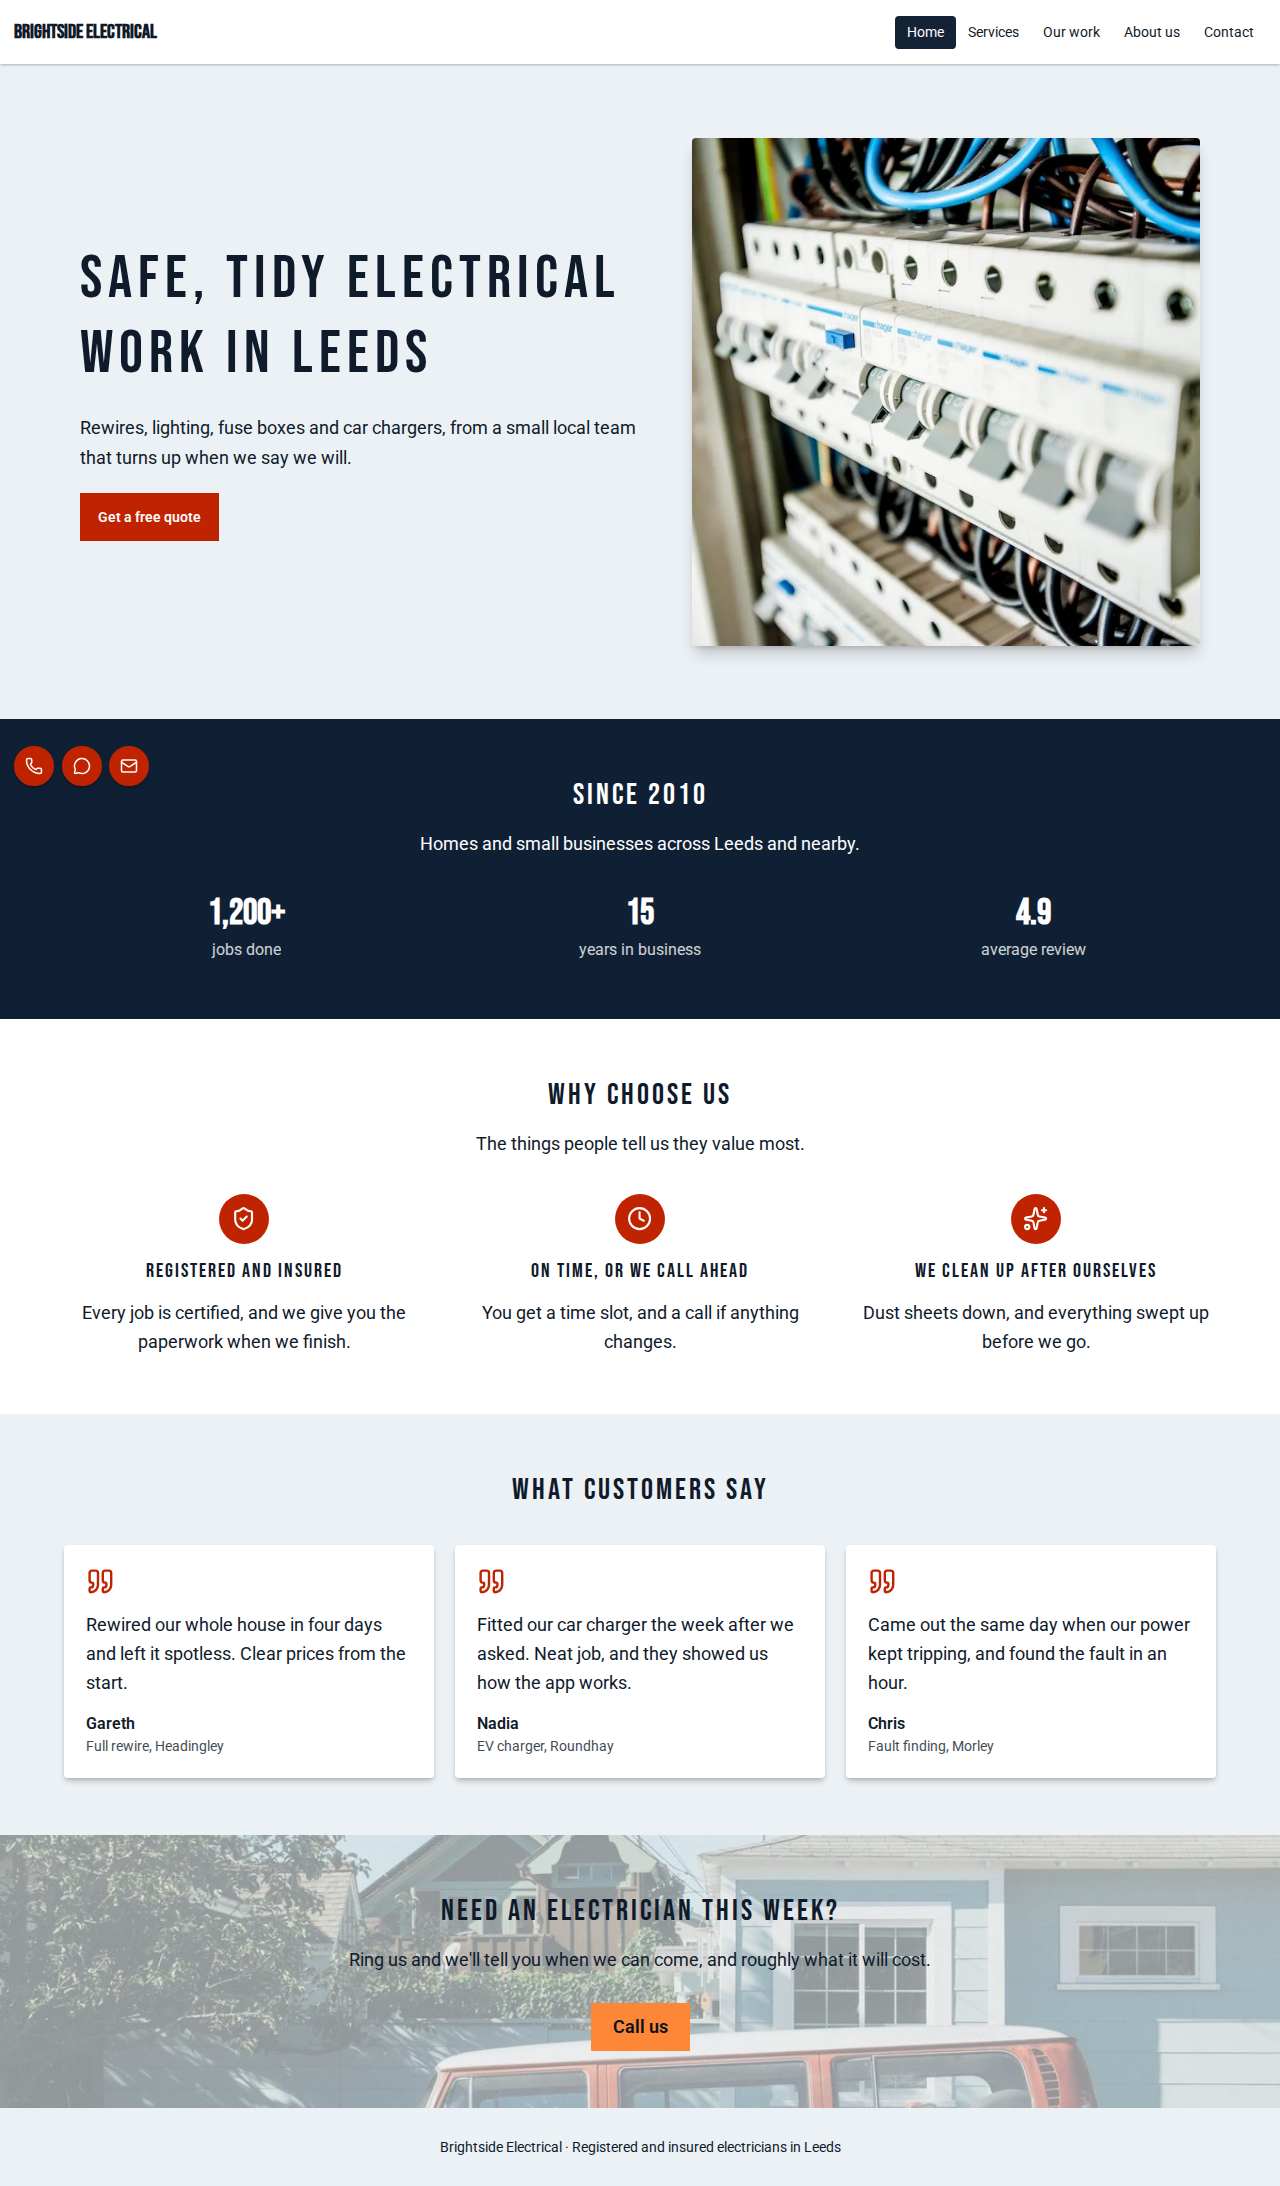 BRIGHTSIDE ELECTRICAL
Home
Services
Our work
About us
Contact
SAFE, TIDY ELECTRICAL
WORK IN LEEDS
Rewires, lighting, fuse boxes and car chargers, from a small local team
that turns up when we say we will.
Get a free quote
SINCE 2010
Homes and small businesses across Leeds and nearby.
1,200+
jobs done
15
years in business
4.9
average review
WHY CHOOSE US
The things people tell us they value most.
REGISTERED AND INSURED
Every job is certified, and we give you the
paperwork when we finish.
ON TIME, OR WE CALL AHEAD
You get a time slot, and a call if anything
changes.
WE CLEAN UP AFTER OURSELVES
Dust sheets down, and everything swept up
before we go.
WHAT CUSTOMERS SAY
Rewired our whole house in four days
and left it spotless. Clear prices from the
start.
Gareth
Full rewire, Headingley
Fitted our car charger the week after we
asked. Neat job, and they showed us
how the app works.
Nadia
EV charger, Roundhay
Came out the same day when our power
kept tripping, and found the fault in an
hour.
Chris
Fault finding, Morley
NEED AN ELECTRICIAN THIS WEEK?
Ring us and we'll tell you when we can come, and roughly what it will cost.
Call us
Brightside Electrical · Registered and insured electricians in Leeds